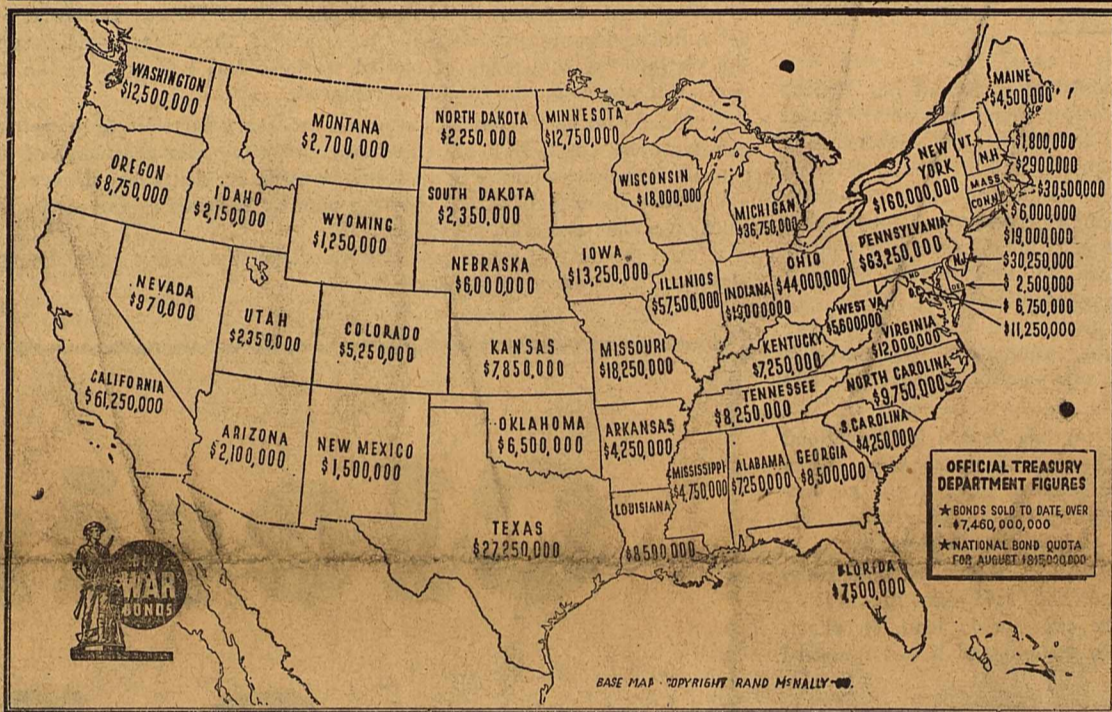 WASHINGTON
$12,500,000
MONTANA
$2,700,000
NORTH DAKOTA
$2,250,000
MINNESOTA
$12,750,000
MAINE
$4,500,000
OREGON
$8,750,000
IDAHO
$2,150,000
WYOMING
$1,250,000
SOUTH DAKOTA
$2,350,000
WISCONSIN
$18,000,000
MICHIGAN
$36,750,000
NEW
YORK
$160,000,000
VT.
N.H.
MASS.
CONN.
$1,800,000
$2,900,000
$30,500,000
$6,000,000
$19,000,000
$30,250,000
$2,500,000
$6,750,000
$11,250,000
NEVADA
$970,000
UTAH
$2,350,000
COLORADO
$5,250,000
NEBRASKA
$6,000,000
IOWA
$13,250,000
ILLINIOS
$57,500,000
INDIANA
OHIO
$44,000,000
PENNSYLVANIA
$63,250,000
N.J.
WEST VA.
$5,600,000
VIRGINIA
$12,000,000
CALIFORNIA
$61,250,000
KANSAS
$7,850,000
MISSOURI
$18,250,000
KENTUCKY
$7,250,000
TENNESSEE
$8,250,000
NORTH CAROLINA
$9,750,000
ARIZONA
$2,100,000
NEW MEXICO
$1,500,000
OKLAHOMA
$6,500,000
ARKANSAS
$4,250,000
MISSISSIPPI
$4,750,000
ALABAMA
$7,250,000
GEORGIA
$8,500,000
S.CAROLINA
$4,250,000
TEXAS
$27,250,000
LOUISIANA
$8,500,000
FLORIDA
$7,500,000
OFFICIAL TREASURY
DEPARTMENT FIGURES
★ BONDS SOLD TO DATE, OVER
$7,460,000,000
★ NATIONAL BOND QUOTA
FOR AUGUST $815,000,000
BUY
WAR
BONDS
BASE MAP COPYRIGHT RAND McNALLY